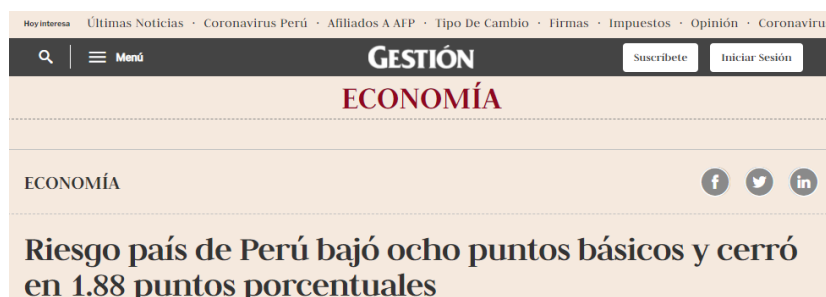 Hoy interesa Últimas Noticias · Coronavirus Perú · Afiliados A AFP · Tipo De Cambio · Firmas · Impuestos · Opinión · Coronaviru
Menú GESTIÓN Suscríbete Iniciar Sesión
ECONOMÍA
ECONOMÍA
Riesgo país de Perú bajó ocho puntos básicos y cerró
en 1.88 puntos porcentuales